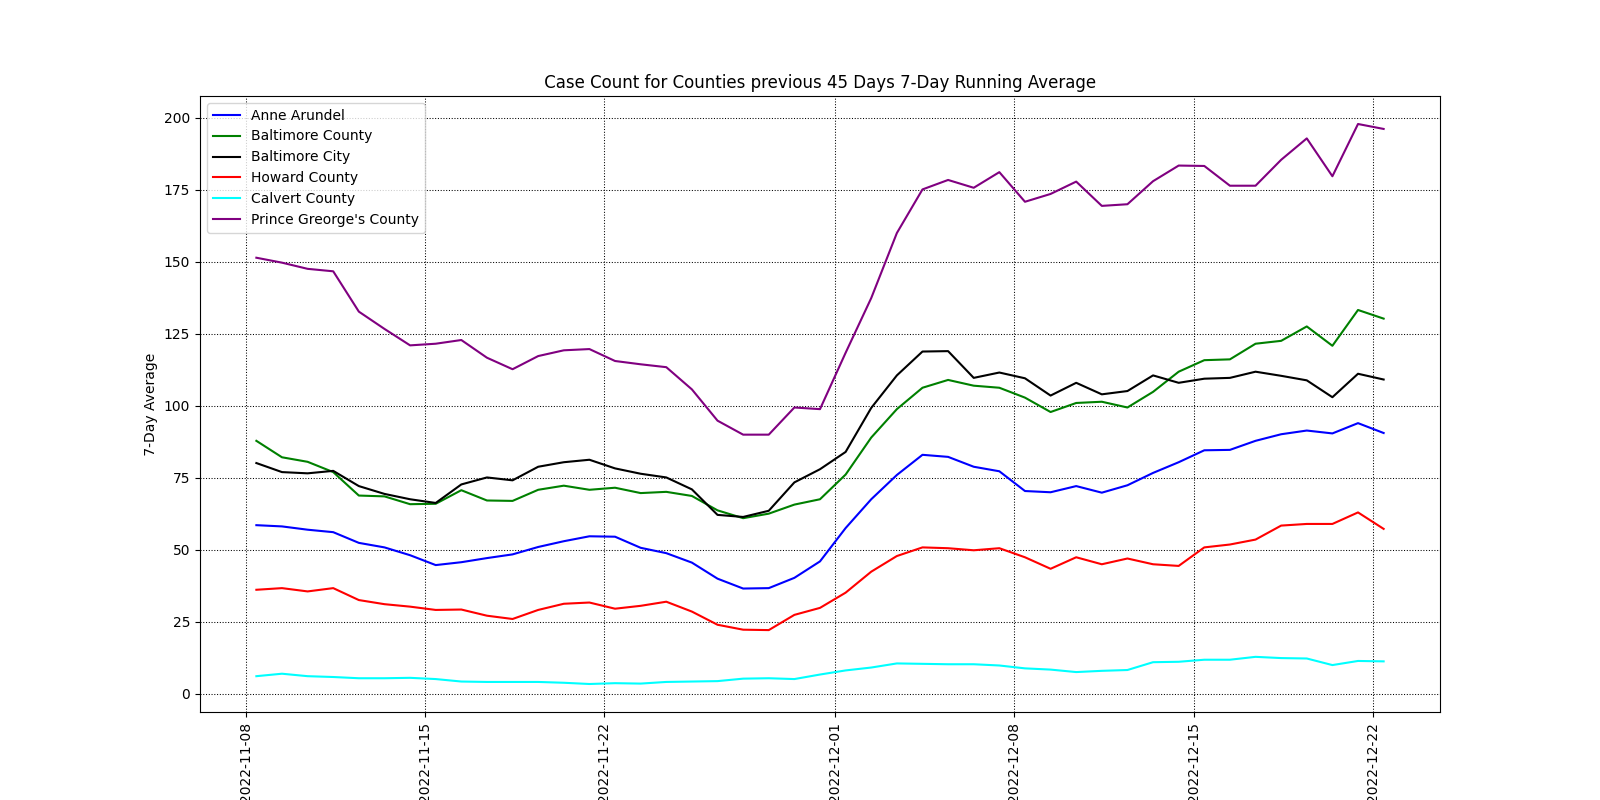 Case Count for Counties previous 45 Days 7-Day Running Average
Anne Arundel
Baltimore County
Baltimore City
Howard County
Calvert County
Prince Greorge's County
200
175
150
125
100
75
50
25
0
7-Day Average
2022-11-08
2022-11-15
2022-11-22
2022-12-01
2022-12-08
2022-12-15
2022-12-22